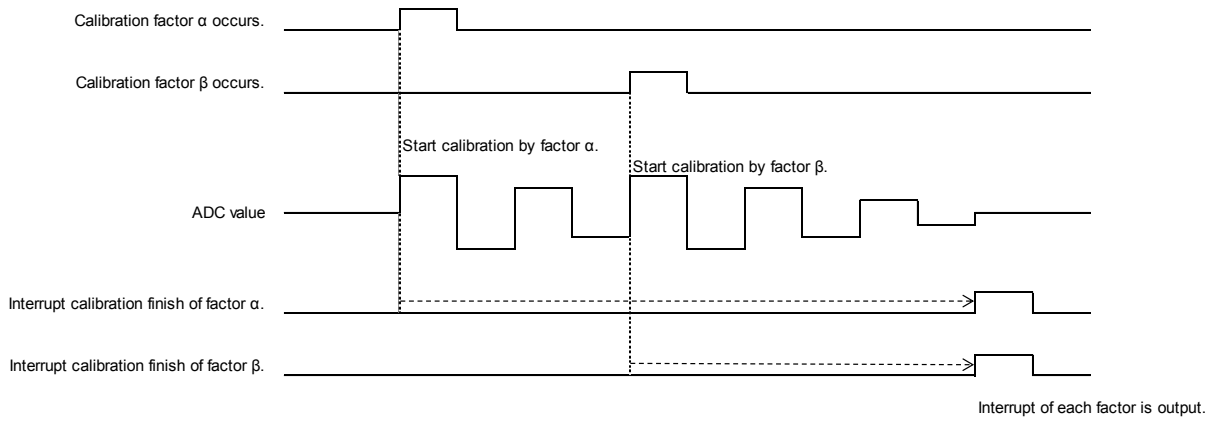 Calibration factor α occurs.
Calibration factor β occurs.
Start calibration by factor α.
Start calibration by factor β.
ADC value
Interrupt calibration finish of factor α.
Interrupt calibration finish of factor β.
Interrupt of each factor is output.